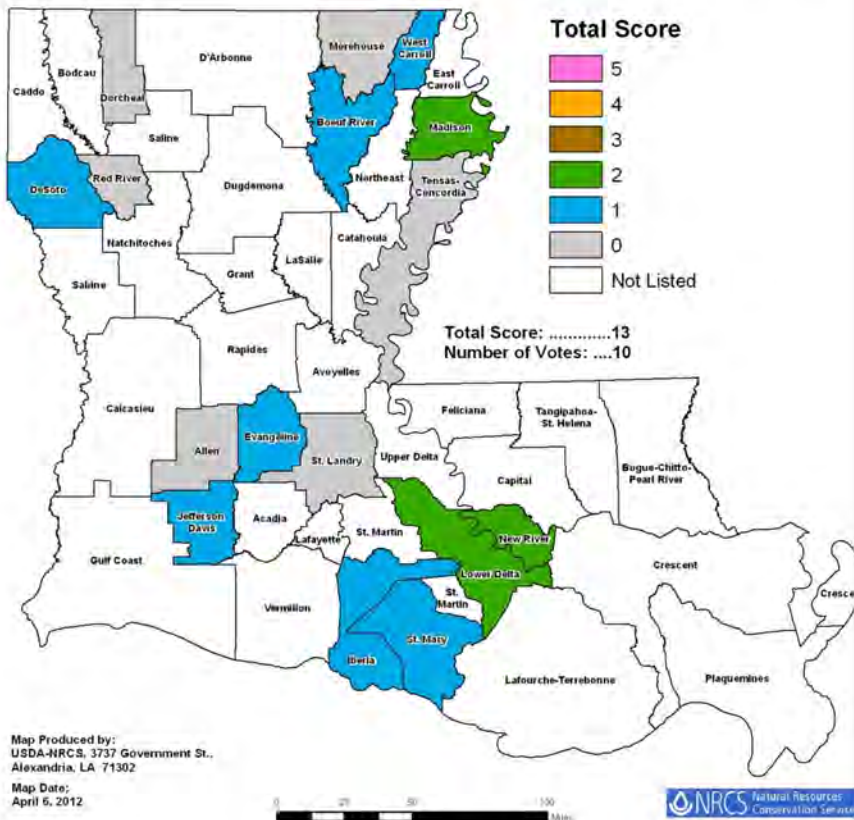 Total Score
5
4
3
2
1
0
Not Listed
Total Score: .............13
Number of Votes: ....10
D'Arbonne
Morehouse
West
Carroll
East
Carroll
Bodcau
Caddo
Dorcheat
Saline
Boeuf River
Madison
DeSoto
Red River
Dugdemona
Northeast
Tensas-
Concordia
Natchitoches
LaSalle
Catahoula
Grant
Sabine
Rapides
Avoyelles
Calcasieu
Feliciana
Tangipahoa-
St. Helena
Evangeline
Allen
St. Landry
Upper Delta
Capital
Bogue-Chitto-
Pearl River
Jefferson
Davis
Acadia
Lafayette
St. Martin
New River
Gulf Coast
Lower Delta
Crescent
Cresce
Vermilion
St.
Martin
St. Mary
Iberia
Lafourche-Terrebonne
Plaquemines
Map Produced by:
USDA-NRCS, 3737 Government St.,
Alexandria, LA 71302
Map Date:
April 6, 2012
0 25 50 100
Miles
NRCS Natural Resources
Conservation Service